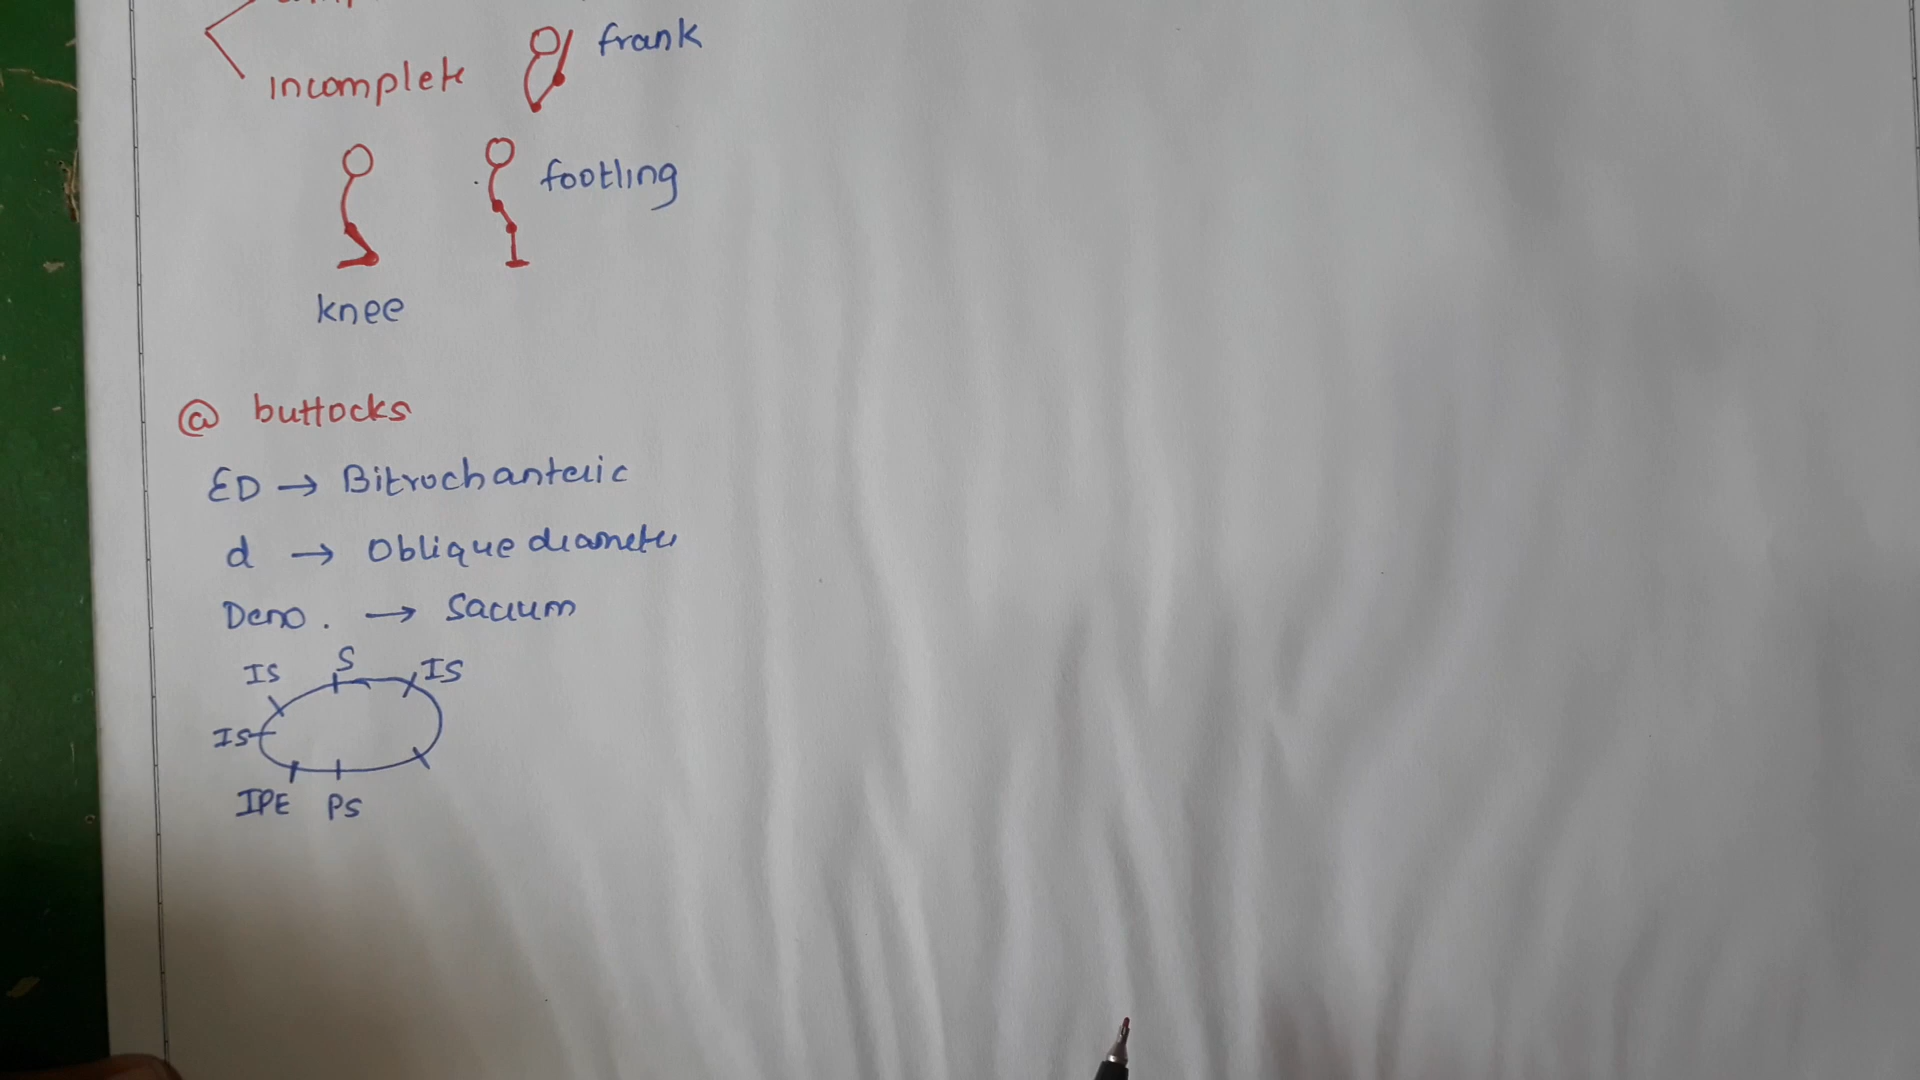 frank
incomplete
footling
knee
@ buttocks
ED → Bitrochanteric
d → Oblique diameter
Deno. → Sacrum
IS S IS
IS
IPE PS